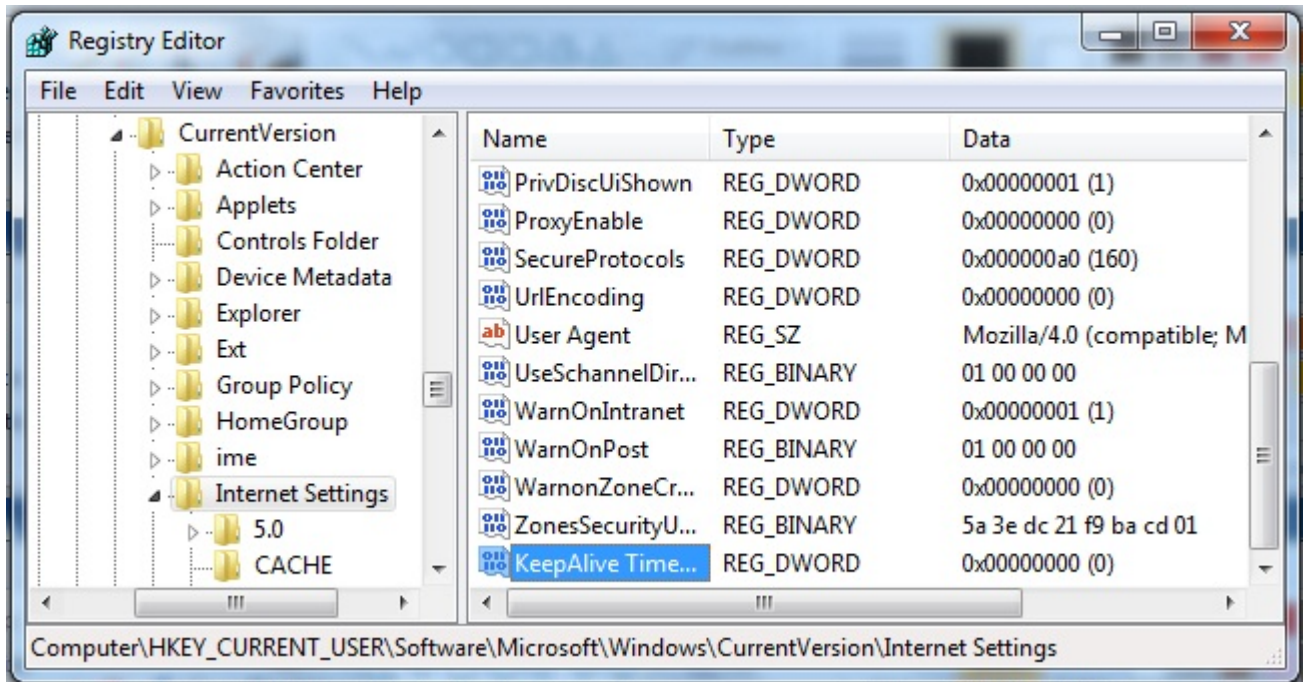 Registry Editor
File Edit View Favorites Help
CurrentVersion
Action Center
Applets
Controls Folder
Device Metadata
Explorer
Ext
Group Policy
HomeGroup
ime
Internet Settings
5.0
CACHE
Name Type Data
PrivDiscUiShown REG_DWORD 0x00000001 (1)
ProxyEnable REG_DWORD 0x00000000 (0)
SecureProtocols REG_DWORD 0x000000a0 (160)
UrlEncoding REG_DWORD 0x00000000 (0)
User Agent REG_SZ Mozilla/4.0 (compatible; M
UseSchannelDir... REG_BINARY 01 00 00 00
WarnOnIntranet REG_DWORD 0x00000001 (1)
WarnOnPost REG_BINARY 01 00 00 00
WarnonZoneCr... REG_DWORD 0x00000000 (0)
ZonesSecurityU... REG_BINARY 5a 3e dc 21 f9 ba cd 01
KeepAlive Time... REG_DWORD 0x00000000 (0)
Computer\HKEY_CURRENT_USER\Software\Microsoft\Windows\CurrentVersion\Internet Settings